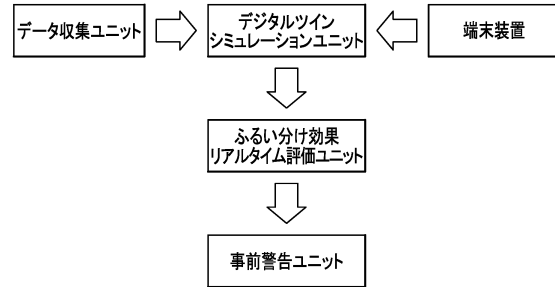 データ収集ユニット
デジタルツイン
シミュレーションユニット
端末装置
ふるい分け効果
リアルタイム評価ユニット
事前警告ユニット